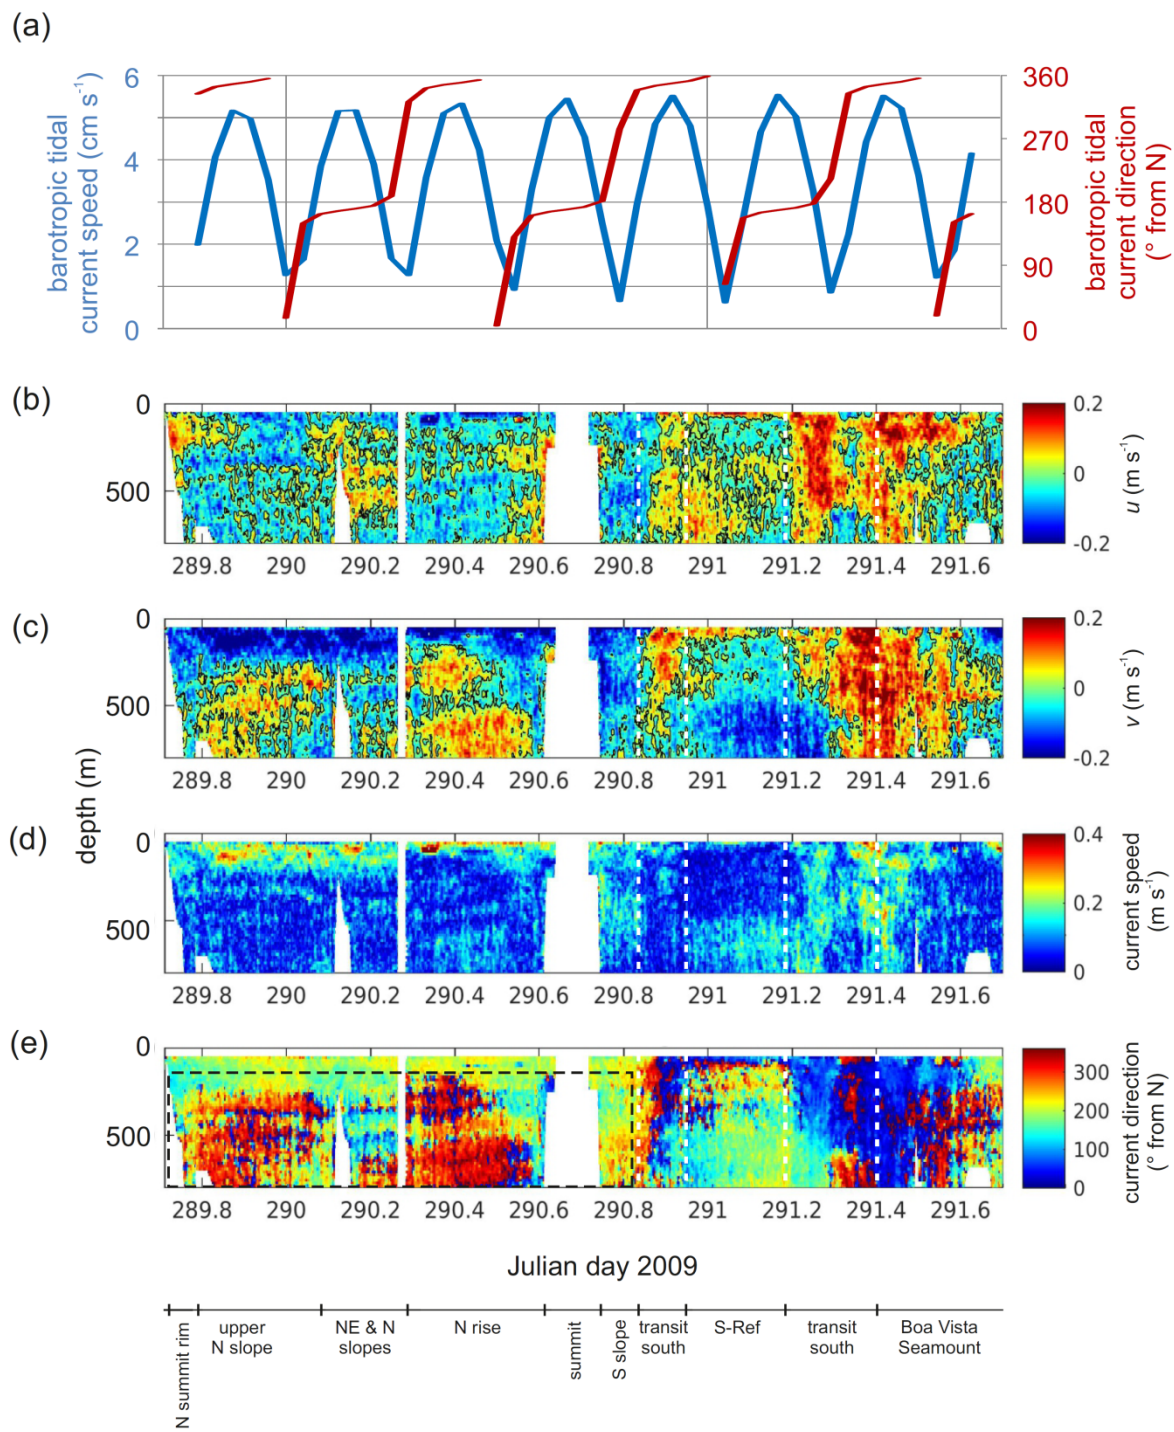 (a)
barotropic tidal
current speed (cm s⁻¹)
6
4
2
0
360
270
180
90
0
barotropic tidal
current direction
(° from N)
(b)
0
500
289.8 290 290.2 290.4 290.6 290.8 291 291.2 291.4 291.6
0.2
0
-0.2
u (m s⁻¹)
(c)
0
500
289.8 290 290.2 290.4 290.6 290.8 291 291.2 291.4 291.6
0.2
0
-0.2
v (m s⁻¹)
depth (m)
(d)
0
500
289.8 290 290.2 290.4 290.6 290.8 291 291.2 291.4 291.6
0.4
0.2
0
current speed
(m s⁻¹)
(e)
0
500
289.8 290 290.2 290.4 290.6 290.8 291 291.2 291.4 291.6
300
200
100
0
current direction
(° from N)
Julian day 2009
N summit rim
upper
N slope
NE & N
slopes
N rise
summit
S slope
transit
south
S-Ref
transit
south
Boa Vista
Seamount